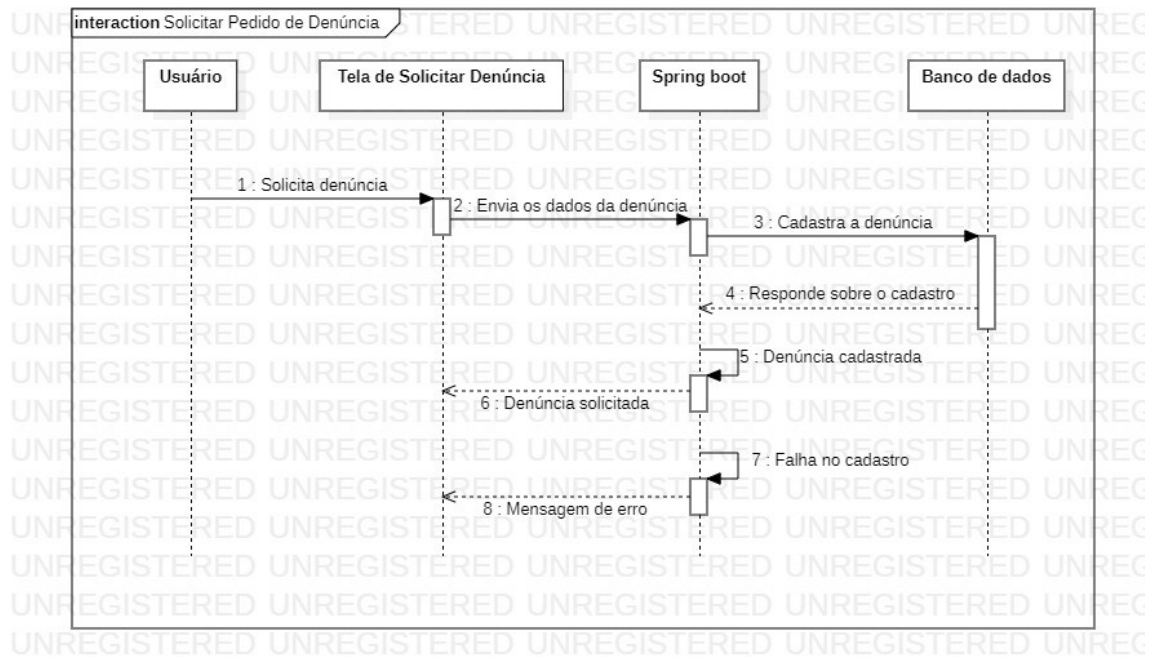 interaction Solicitar Pedido de Denúncia
Usuário
Tela de Solicitar Denúncia
Spring boot
Banco de dados
1 : Solicita denúncia
2 : Envia os dados da denúncia
3 : Cadastra a denúncia
4 : Responde sobre o cadastro
5 : Denúncia cadastrada
6 : Denúncia solicitada
7 : Falha no cadastro
8 : Mensagem de erro
UNREGISTERED